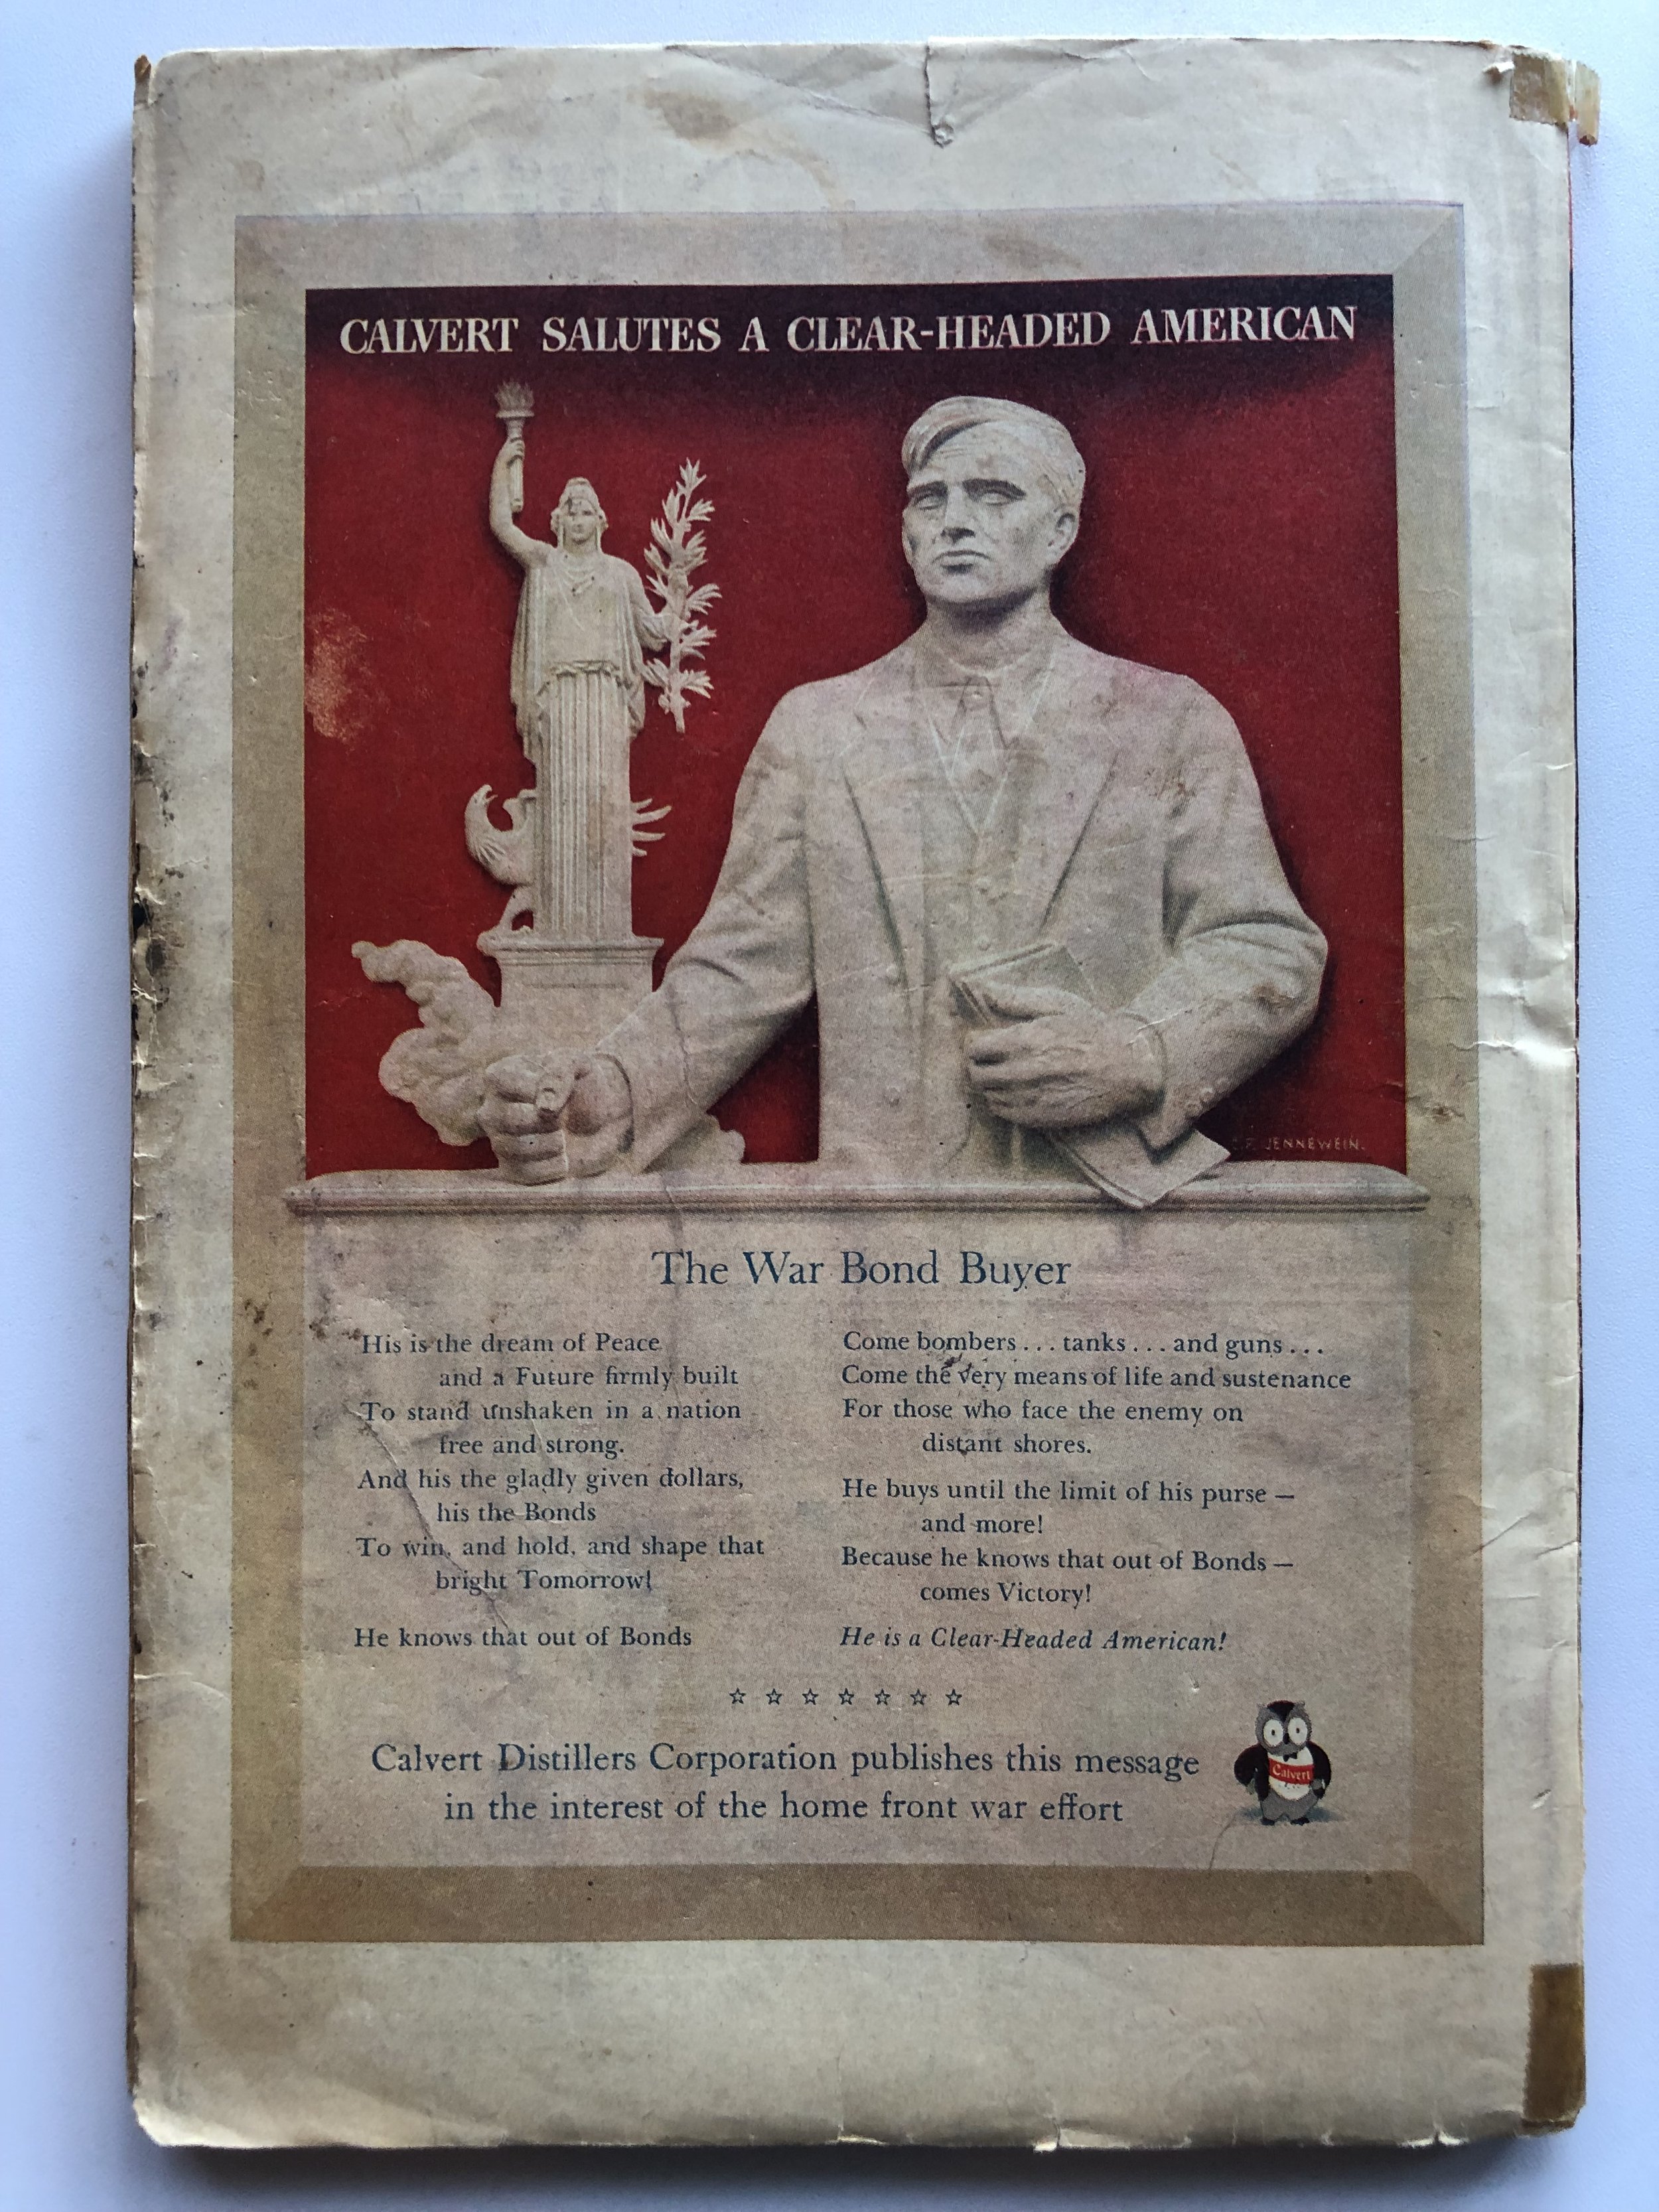 CALVERT SALUTES A CLEAR-HEADED AMERICAN
C. P. JENNEWEIN.
The War Bond Buyer
His is the dream of Peace
and a Future firmly built
To stand unshaken in a nation
free and strong.
And his the gladly given dollars,
his the Bonds
To win, and hold, and shape that
bright Tomorrow!
He knows that out of Bonds
Come bombers . . . tanks . . . and guns . . .
Come the very means of life and sustenance
For those who face the enemy on
distant shores.
He buys until the limit of his purse —
and more!
Because he knows that out of Bonds —
comes Victory!
He is a Clear-Headed American!
☆ ☆ ☆ ☆ ☆ ☆ ☆
Calvert Distillers Corporation publishes this message
in the interest of the home front war effort
Calvert